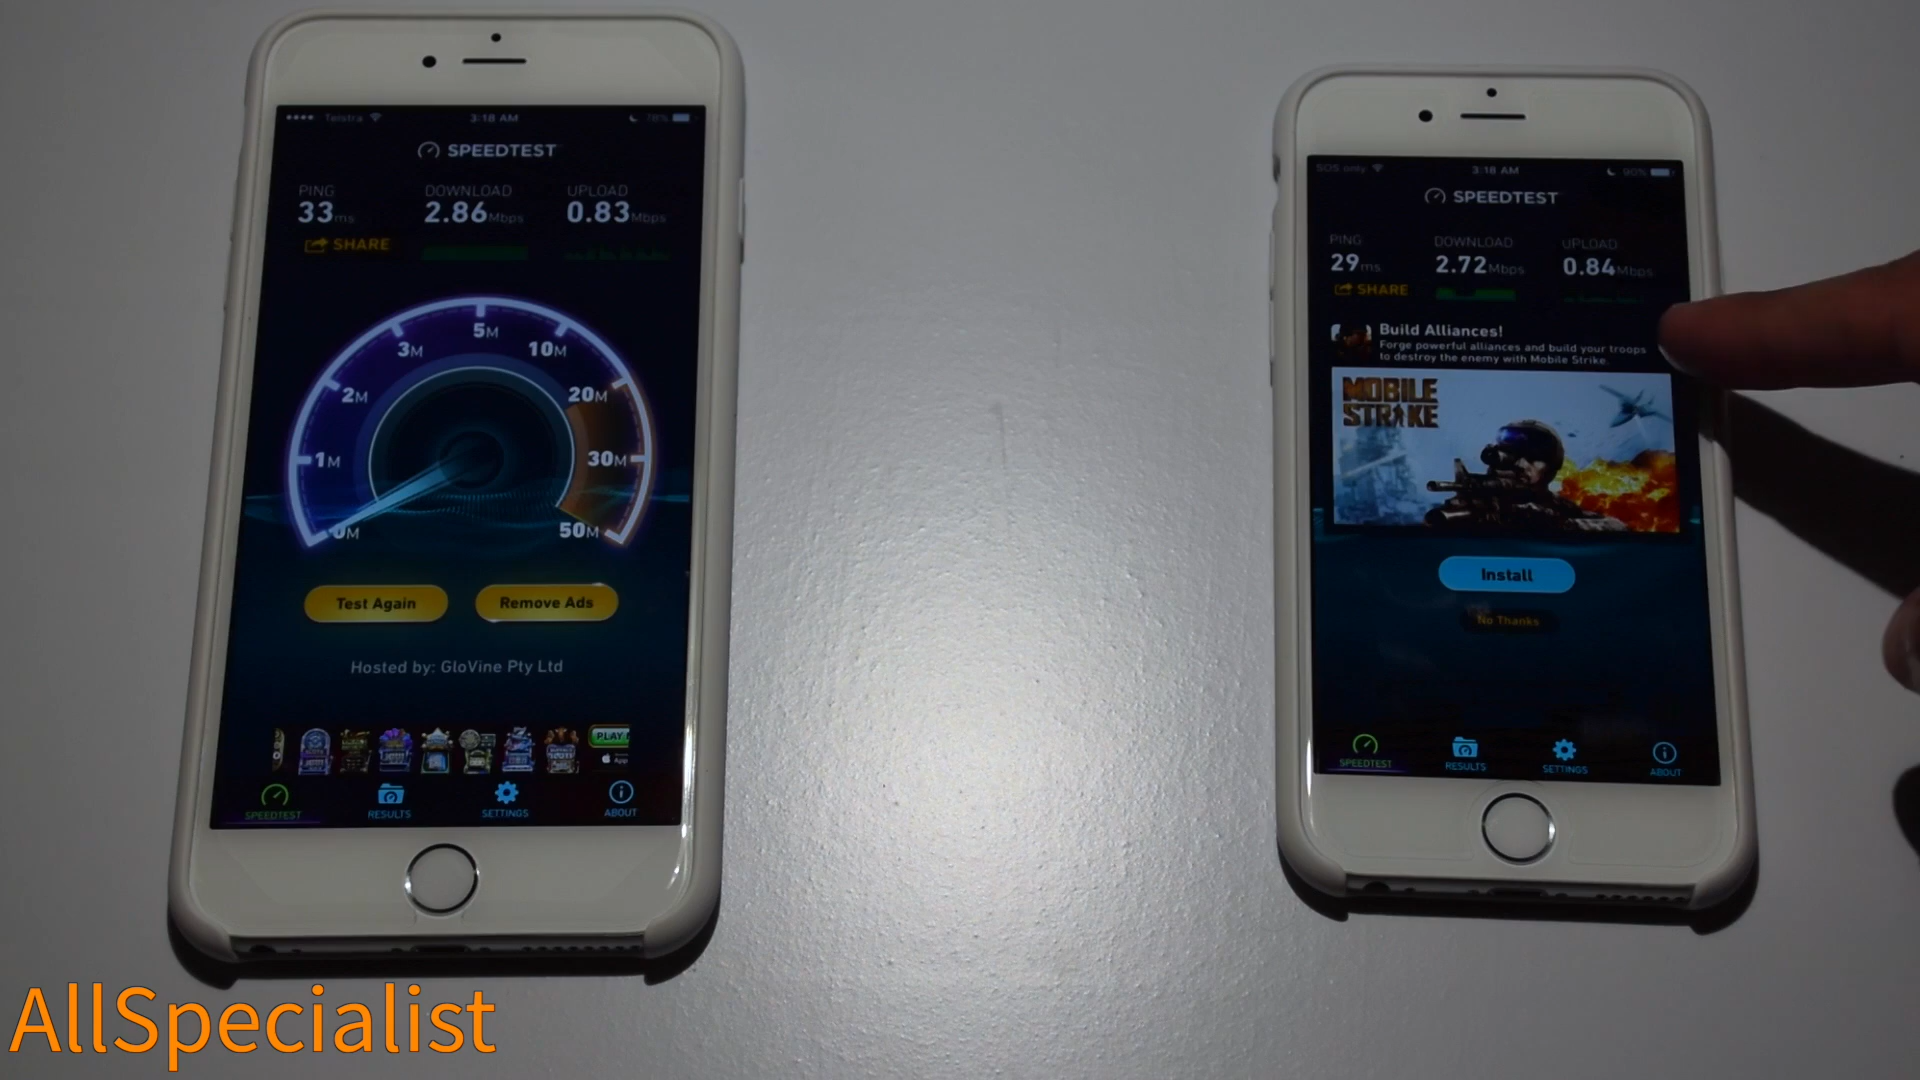 Telstra 3:18 AM 78%
SPEEDTEST
PING DOWNLOAD UPLOAD
33ms 2.86Mbps 0.83Mbps
SHARE
5M
3M 10M
2M 20M
1M 30M
0M 50M
Test Again Remove Ads
Hosted by: GloVine Pty Ltd
SPEEDTEST RESULTS SETTINGS ABOUT
SOS only 3:18 AM 90%
SPEEDTEST
PING DOWNLOAD UPLOAD
29ms 2.72Mbps 0.84Mbps
SHARE
Build Alliances!
Forge powerful alliances and build your troops
to destroy the enemy with Mobile Strike.
MOBILE
STRIKE
Install
No Thanks
SPEEDTEST RESULTS SETTINGS ABOUT
AllSpecialist